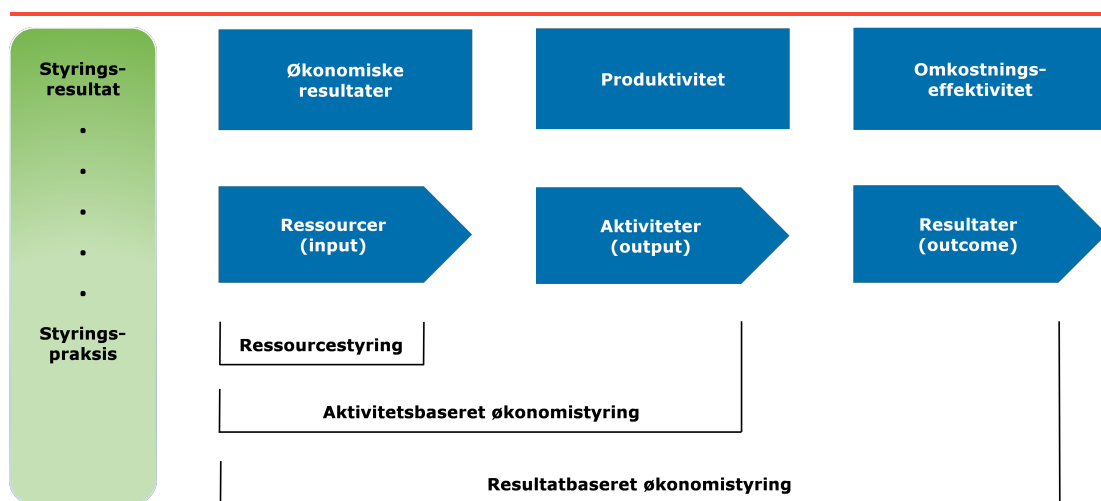 Styrings-
resultat
Styrings-
praksis
Økonomiske
resultater
Produktivitet
Omkostnings-
effektivitet
Ressourcer
(input)
Aktiviteter
(output)
Resultater
(outcome)
Ressourcestyring
Aktivitetsbaseret økonomistyring
Resultatbaseret økonomistyring